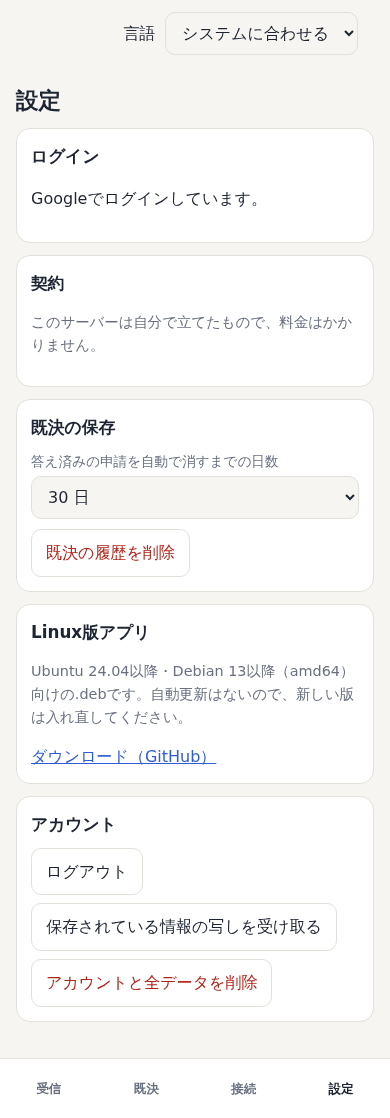 言語 システムに合わせる
設定
ログイン
Googleでログインしています。
契約
このサーバーは自分で立てたもので、料金はかか
りません。
既決の保存
答え済みの申請を自動で消すまでの日数
30 日
既決の履歴を削除
Linux版アプリ
Ubuntu 24.04以降・Debian 13以降（amd64）
向けの.debです。自動更新はないので、新しい版
は入れ直してください。
ダウンロード（GitHub）
アカウント
ログアウト
保存されている情報の写しを受け取る
アカウントと全データを削除
受信 既決 接続 設定